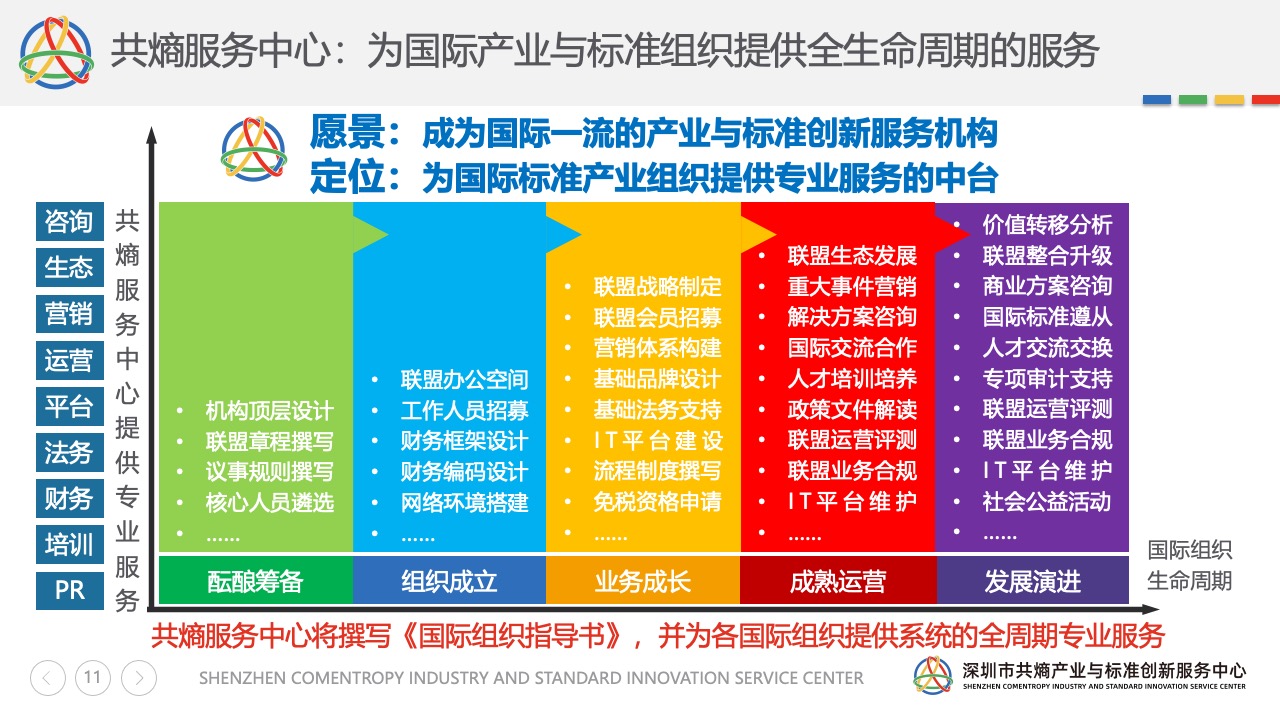 共熵服务中心：为国际产业与标准组织提供全生命周期的服务
愿景：成为国际一流的产业与标准创新服务机构
定位：为国际标准产业组织提供专业服务的中台
咨询
生态
营销
运营
平台
法务
财务
培训
PR
共熵服务中心提供专业服务
• 机构顶层设计
• 联盟章程撰写
• 议事规则撰写
• 核心人员遴选
• ……
酝酿筹备
• 联盟办公空间
• 工作人员招募
• 财务框架设计
• 财务编码设计
• 网络环境搭建
• ……
组织成立
• 联盟战略制定
• 联盟会员招募
• 营销体系构建
• 基础品牌设计
• 基础法务支持
• IT平台建设
• 流程制度撰写
• 免税资格申请
• ……
业务成长
• 联盟生态发展
• 重大事件营销
• 解决方案咨询
• 国际交流合作
• 人才培训培养
• 政策文件解读
• 联盟运营评测
• 联盟业务合规
• IT平台维护
• ……
成熟运营
• 价值转移分析
• 联盟整合升级
• 商业方案咨询
• 国际标准遵从
• 人才交流交换
• 专项审计支持
• 联盟运营评测
• 联盟业务合规
• IT平台维护
• 社会公益活动
• ……
发展演进
国际组织
生命周期
共熵服务中心将撰写《国际组织指导书》，并为各国际组织提供系统的全周期专业服务
11
SHENZHEN COMENTROPY INDUSTRY AND STANDARD INNOVATION SERVICE CENTER
深圳市共熵产业与标准创新服务中心
SHENZHEN COMENTROPY INDUSTRY AND STANDARD INNOVATION SERVICE CENTER